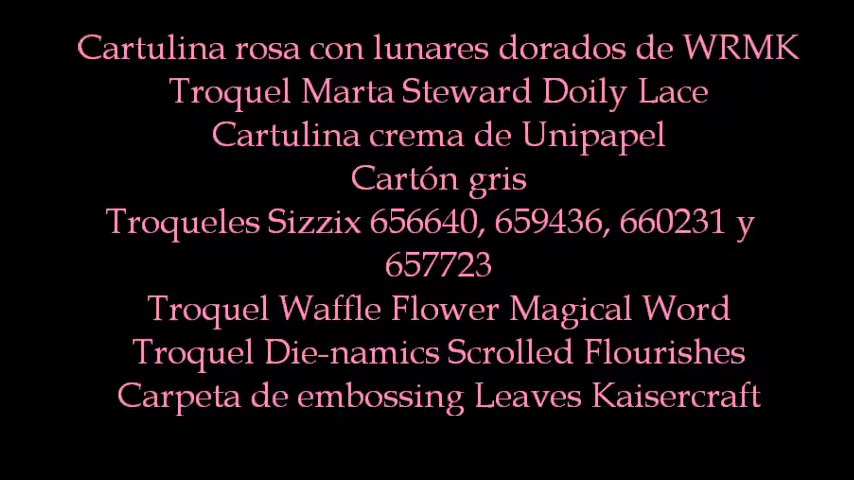 Cartulina rosa con lunares dorados de WRMK
Troquel Marta Steward Doily Lace
Cartulina crema de Unipapel
Cartón gris
Troqueles Sizzix 656640, 659436, 660231 y
657723
Troquel Waffle Flower Magical Word
Troquel Die-namics Scrolled Flourishes
Carpeta de embossing Leaves Kaisercraft